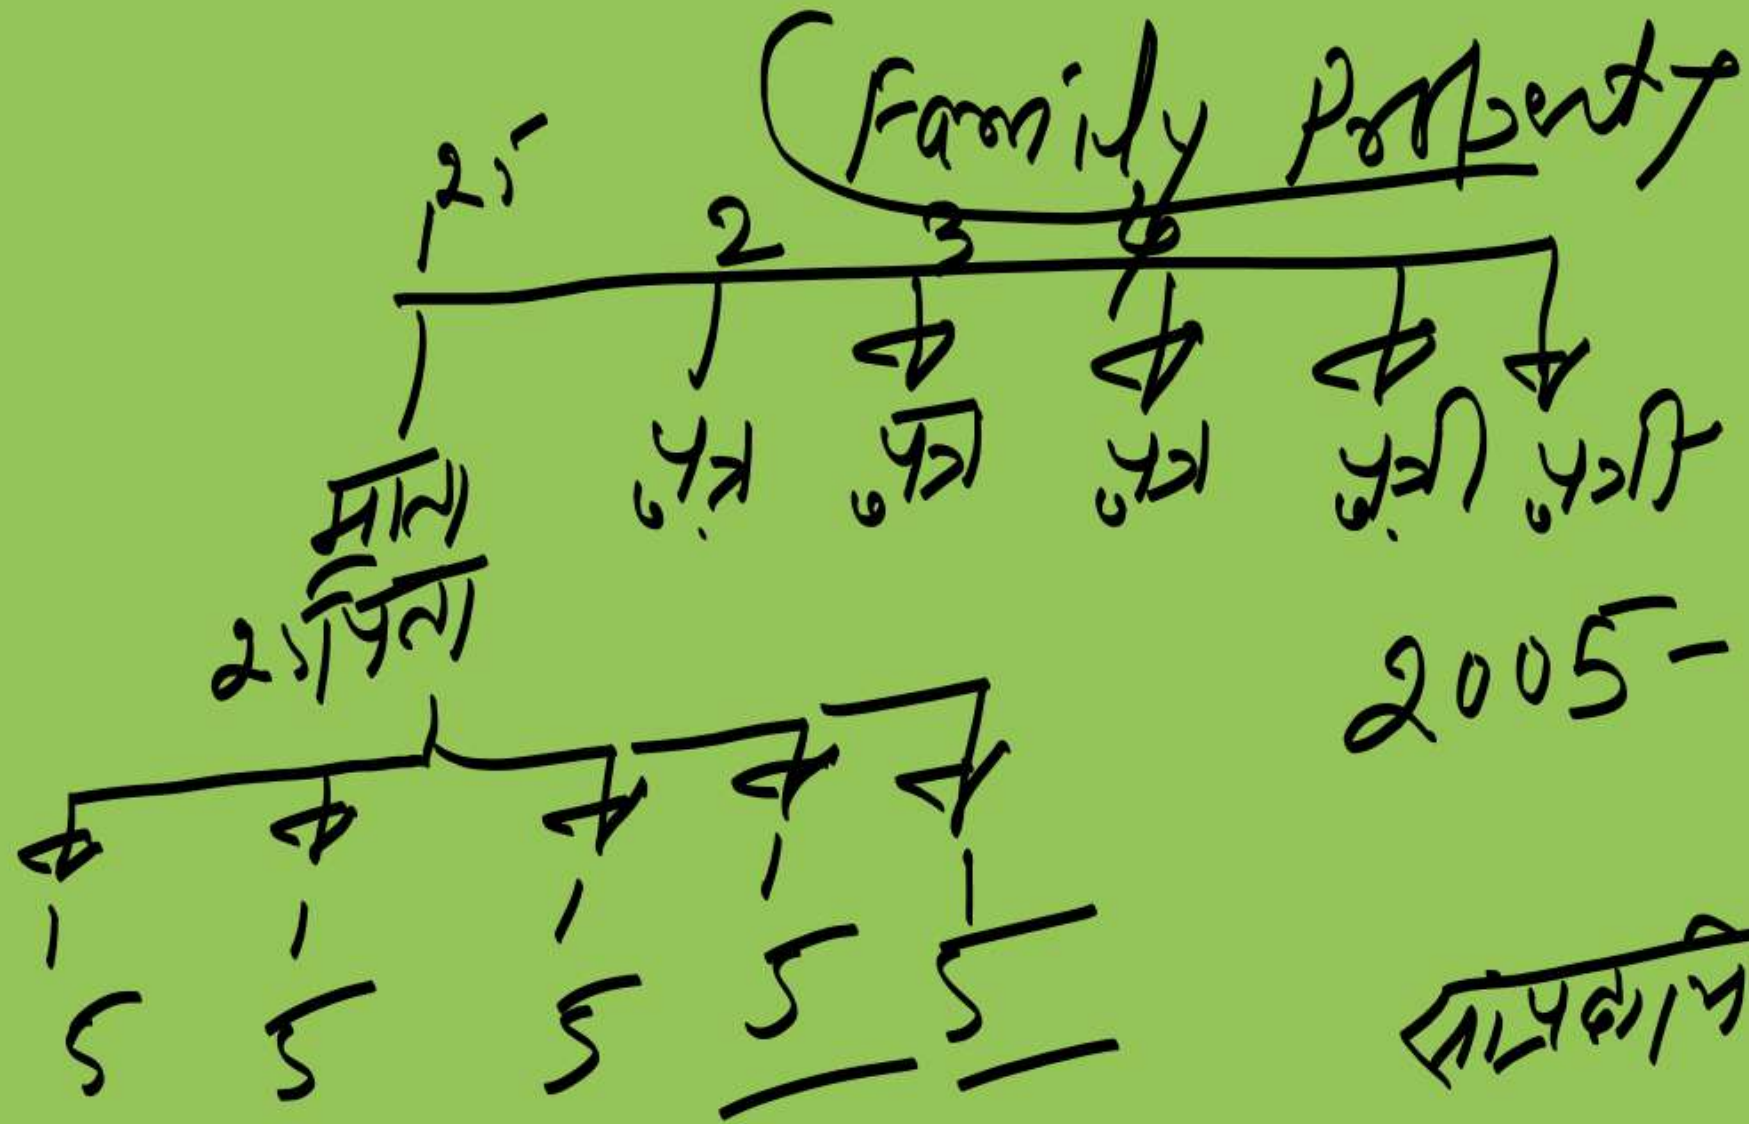 Family Property
25 2 3 4
पुत्र पुत्र पुत्र पुत्री पुत्री
माता
पिता
25
2005-
5 5 5 5 5